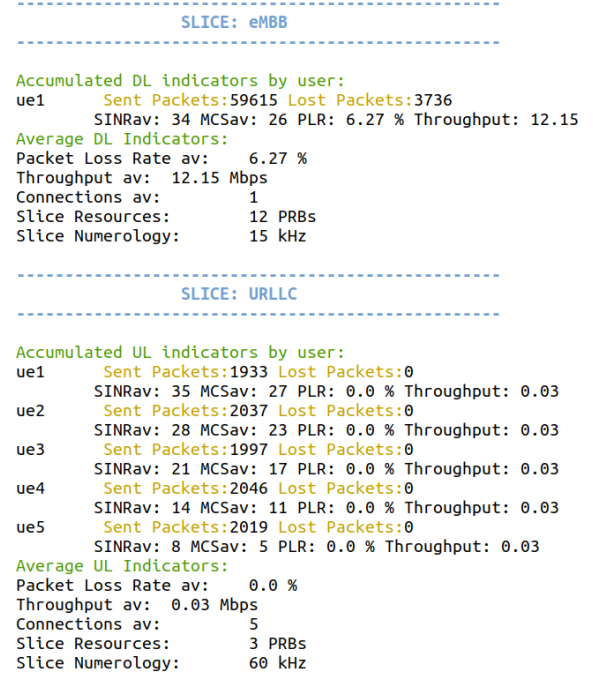 --------------------------------------------------
SLICE: eMBB
--------------------------------------------------
Accumulated DL indicators by user:
ue1      Sent Packets:59615 Lost Packets:3736
        SINRav: 34 MCSav: 26 PLR: 6.27 % Throughput: 12.15
Average DL Indicators:
Packet Loss Rate av:    6.27 %
Throughput av:  12.15 Mbps
Connections av:         1
Slice Resources:        12 PRBs
Slice Numerology:       15 kHz
--------------------------------------------------
SLICE: URLLC
--------------------------------------------------
Accumulated UL indicators by user:
ue1      Sent Packets:1933 Lost Packets:0
        SINRav: 35 MCSav: 27 PLR: 0.0 % Throughput: 0.03
ue2      Sent Packets:2037 Lost Packets:0
        SINRav: 28 MCSav: 23 PLR: 0.0 % Throughput: 0.03
ue3      Sent Packets:1997 Lost Packets:0
        SINRav: 21 MCSav: 17 PLR: 0.0 % Throughput: 0.03
ue4      Sent Packets:2046 Lost Packets:0
        SINRav: 14 MCSav: 11 PLR: 0.0 % Throughput: 0.03
ue5      Sent Packets:2019 Lost Packets:0
        SINRav: 8 MCSav: 5 PLR: 0.0 % Throughput: 0.03
Average UL Indicators:
Packet Loss Rate av:    0.0 %
Throughput av:  0.03 Mbps
Connections av:         5
Slice Resources:        3 PRBs
Slice Numerology:       60 kHz